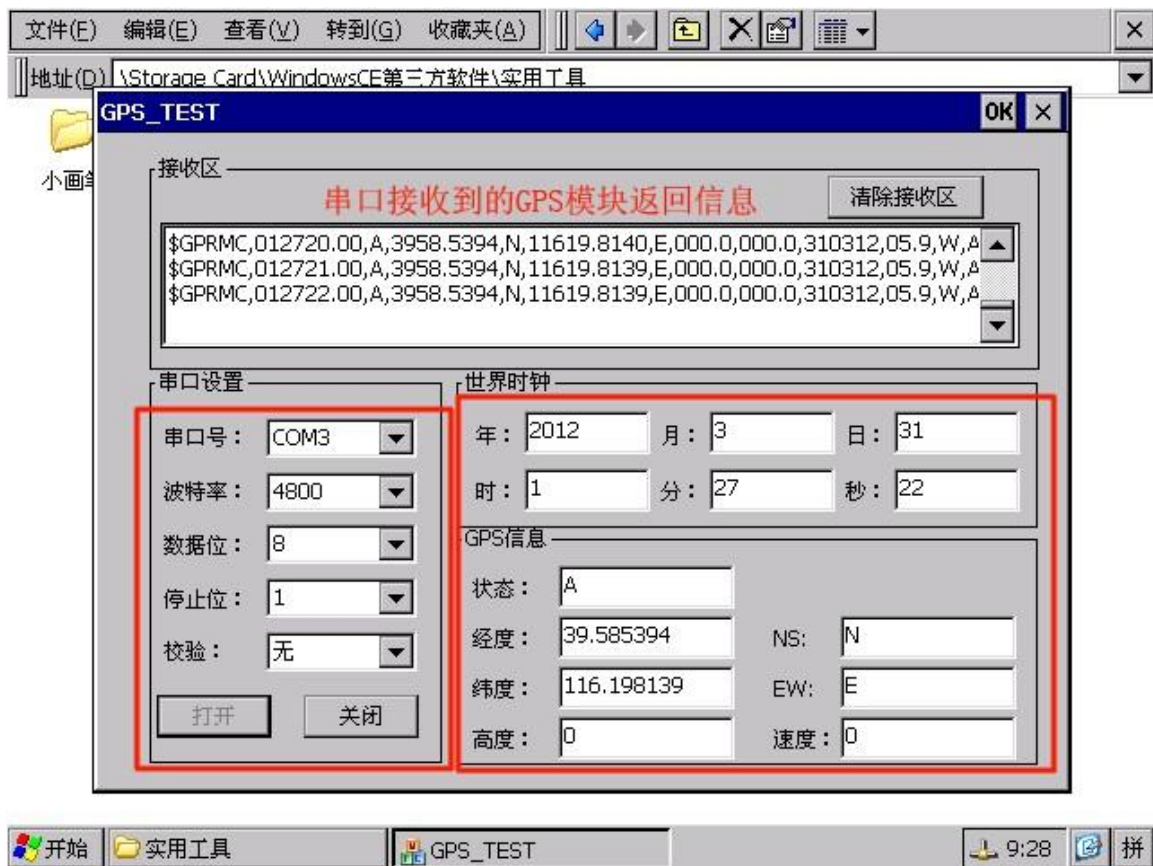 文件(F) 编辑(E) 查看(V) 转到(G) 收藏夹(A)
地址(D) \Storage Card\WindowsCE第三方软件\实用工具
GPS_TEST OK
接收区
串口接收到的GPS模块返回信息 清除接收区
$GPRMC,012720.00,A,3958.5394,N,11619.8140,E,000.0,000.0,310312,05.9,W,A
$GPRMC,012721.00,A,3958.5394,N,11619.8139,E,000.0,000.0,310312,05.9,W,A
$GPRMC,012722.00,A,3958.5394,N,11619.8139,E,000.0,000.0,310312,05.9,W,A
串口设置
串口号： COM3
波特率： 4800
数据位： 8
停止位： 1
校验： 无
打开 关闭
世界时钟
年： 2012 月： 3 日： 31
时： 1 分： 27 秒： 22
GPS信息
状态： A
经度： 39.585394 NS: N
纬度： 116.198139 EW: E
高度： 0 速度： 0
小画
开始 实用工具 GPS_TEST 9:28 拼